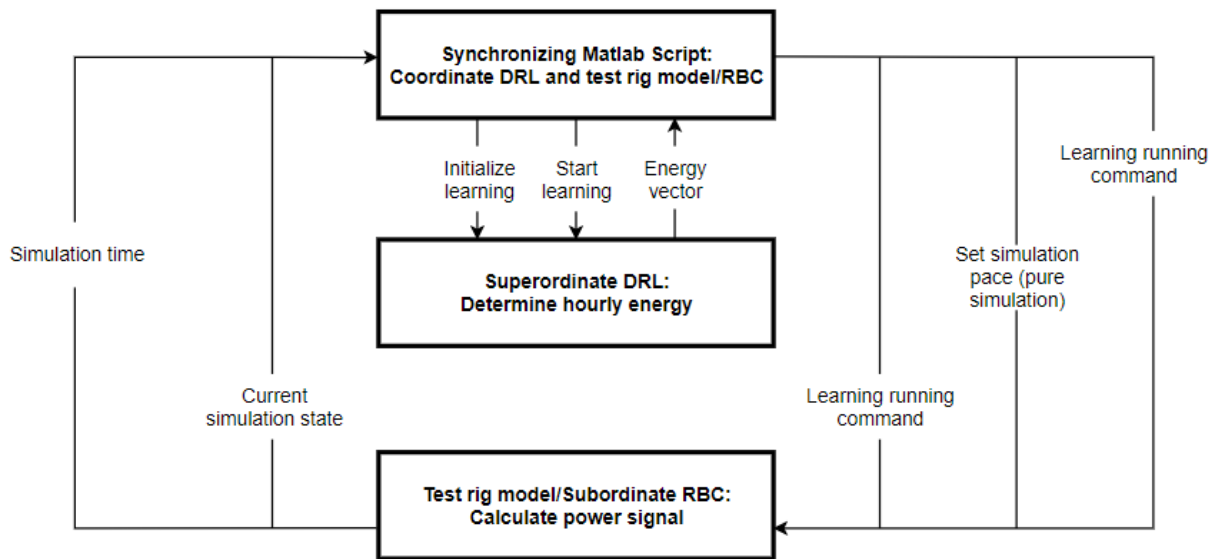 Synchronizing Matlab Script:
Coordinate DRL and test rig model/RBC
Initialize
learning
Start
learning
Energy
vector
Learning running
command
Simulation time
Set simulation
pace (pure
simulation)
Superordinate DRL:
Determine hourly energy
Current
simulation state
Learning running
command
Test rig model/Subordinate RBC:
Calculate power signal